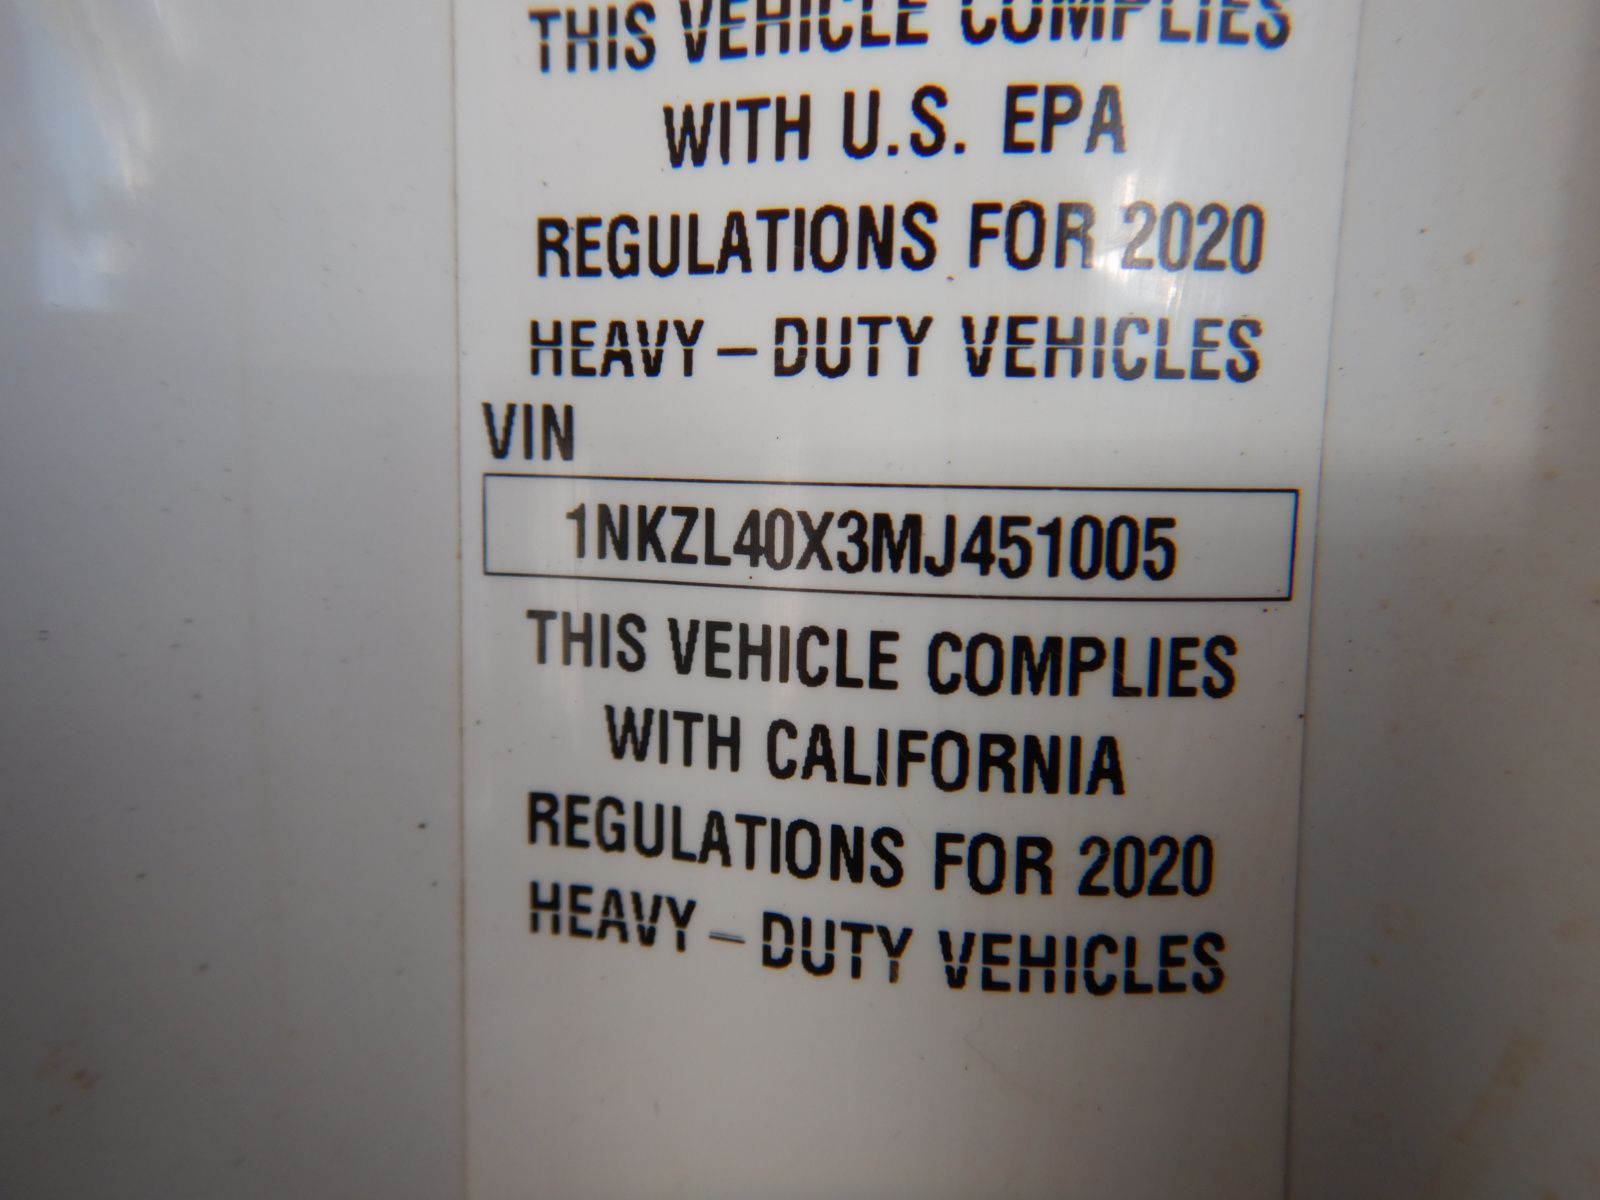 THIS VEHICLE COMPLIES
WITH U.S. EPA
REGULATIONS FOR 2020
HEAVY-DUTY VEHICLES
VIN
1NKZL40X3MJ451005
THIS VEHICLE COMPLIES
WITH CALIFORNIA
REGULATIONS FOR 2020
HEAVY-DUTY VEHICLES